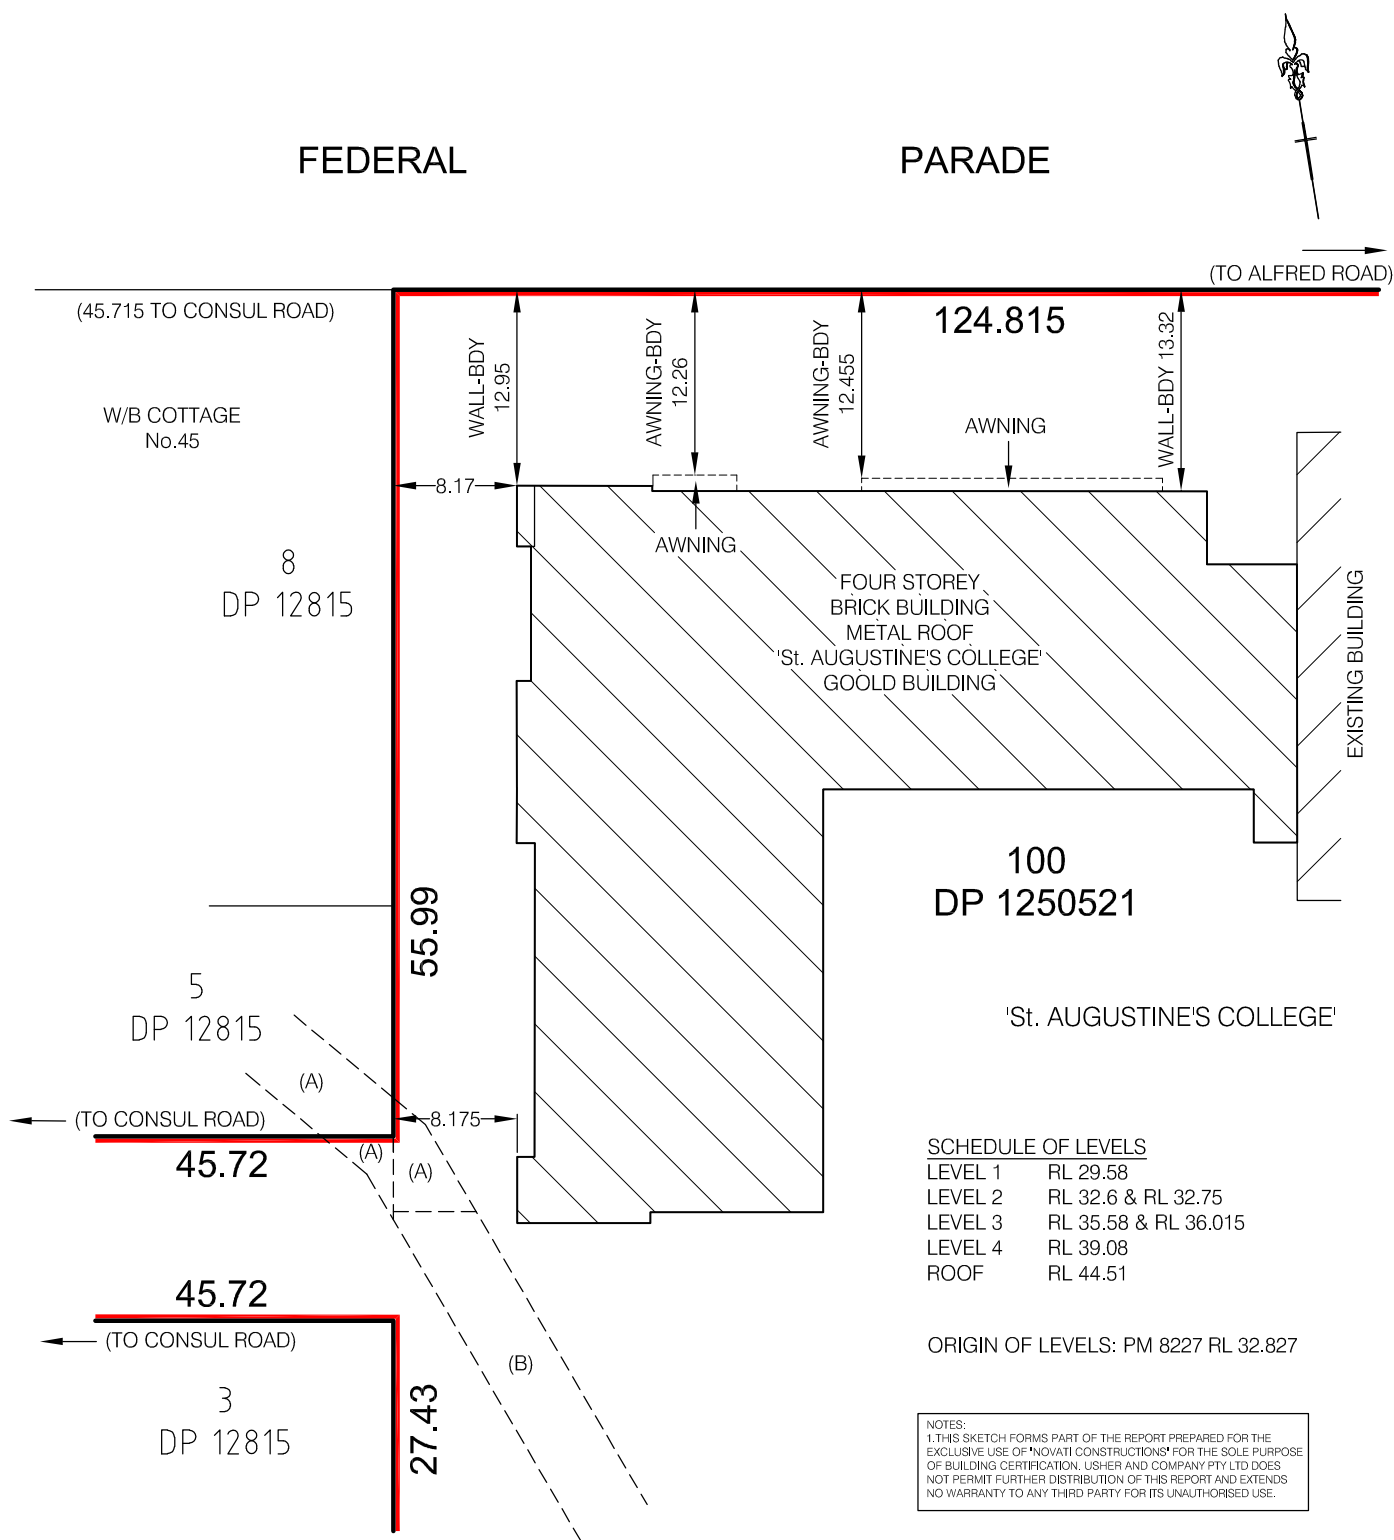 FEDERAL PARADE
(TO ALFRED ROAD)
(45.715 TO CONSUL ROAD)
124.815
WALL-BDY
12.95
AWNING-BDY
12.26
AWNING-BDY
12.455
WALL-BDY 13.32
W/B COTTAGE
No.45
AWNING
8.17
AWNING
8
DP 12815
FOUR STOREY
BRICK BUILDING
METAL ROOF
'St. AUGUSTINE'S COLLEGE'
GOOLD BUILDING
EXISTING BUILDING
100
DP 1250521
55.99
5
DP 12815
'St. AUGUSTINE'S COLLEGE'
(A)
(TO CONSUL ROAD)
8.175
45.72
(A)
(A)
SCHEDULE OF LEVELS
LEVEL 1 RL 29.58
LEVEL 2 RL 32.6 & RL 32.75
LEVEL 3 RL 35.58 & RL 36.015
LEVEL 4 RL 39.08
ROOF RL 44.51
45.72
(TO CONSUL ROAD)
ORIGIN OF LEVELS: PM 8227 RL 32.827
(B)
3
DP 12815
27.43
NOTES:
1.THIS SKETCH FORMS PART OF THE REPORT PREPARED FOR THE
EXCLUSIVE USE OF 'NOVATI CONSTRUCTIONS' FOR THE SOLE PURPOSE
OF BUILDING CERTIFICATION. USHER AND COMPANY PTY LTD DOES
NOT PERMIT FURTHER DISTRIBUTION OF THIS REPORT AND EXTENDS
NO WARRANTY TO ANY THIRD PARTY FOR ITS UNAUTHORISED USE.